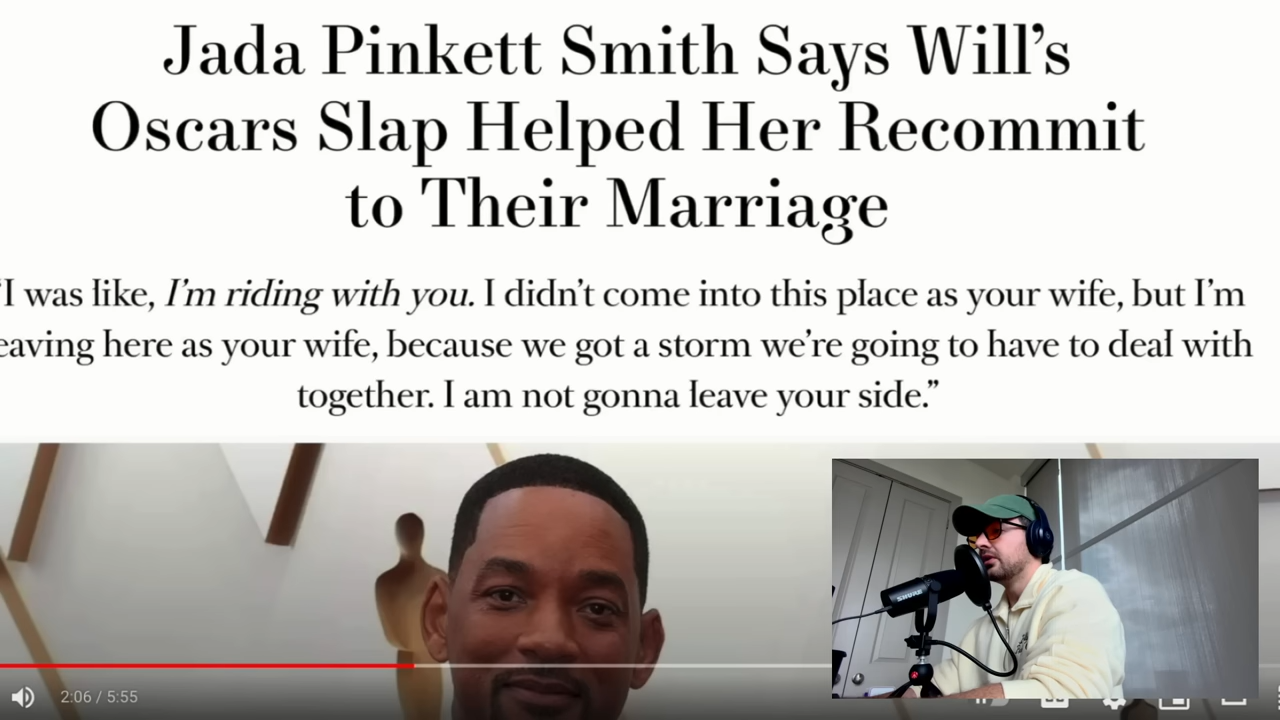 Jada Pinkett Smith Says Will’s
Oscars Slap Helped Her Recommit
to Their Marriage
“I was like, I’m riding with you. I didn’t come into this place as your wife, but I’m
eaving here as your wife, because we got a storm we’re going to have to deal with
together. I am not gonna leave your side.”
SHURE
2:06 / 5:55